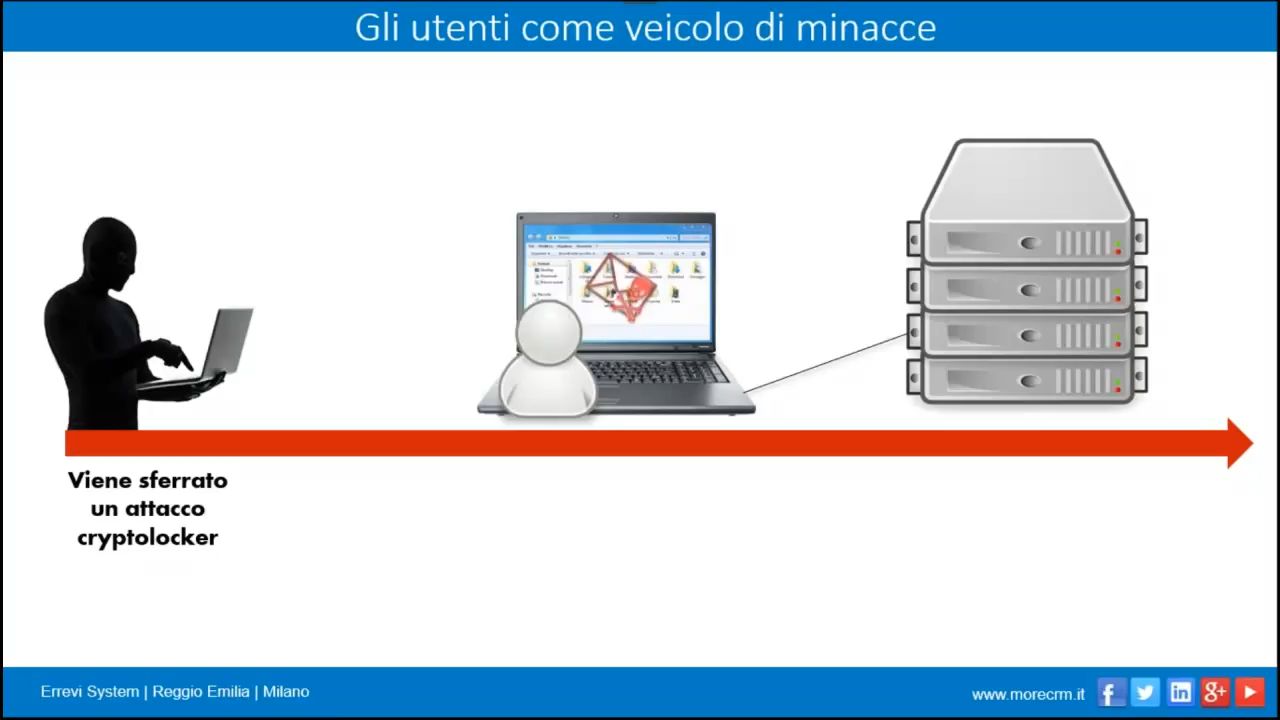 Gli utenti come veicolo di minacce
Viene sferrato
un attacco
cryptolocker
Errevi System | Reggio Emilia | Milano
www.morecrm.it